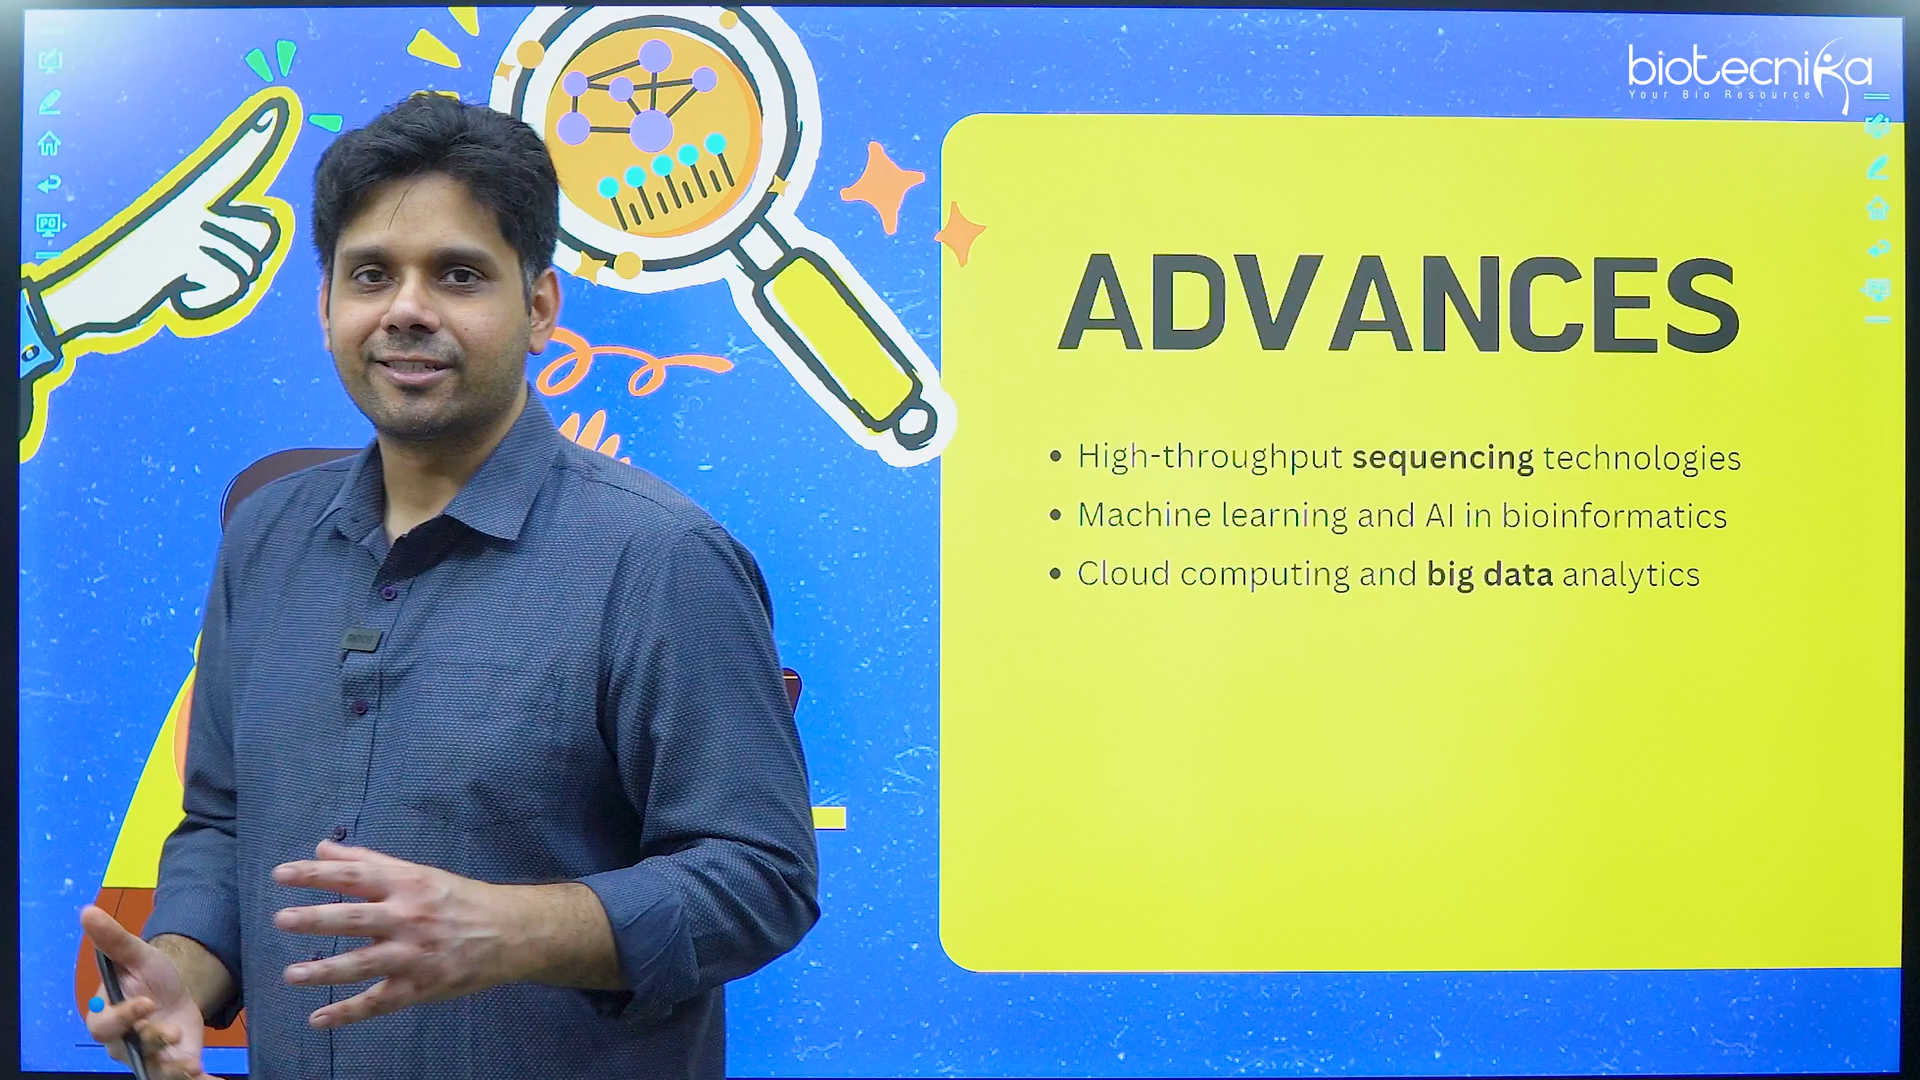 biotecnika
Your Bio Resource
ADVANCES
• High-throughput sequencing technologies
• Machine learning and AI in bioinformatics
• Cloud computing and big data analytics